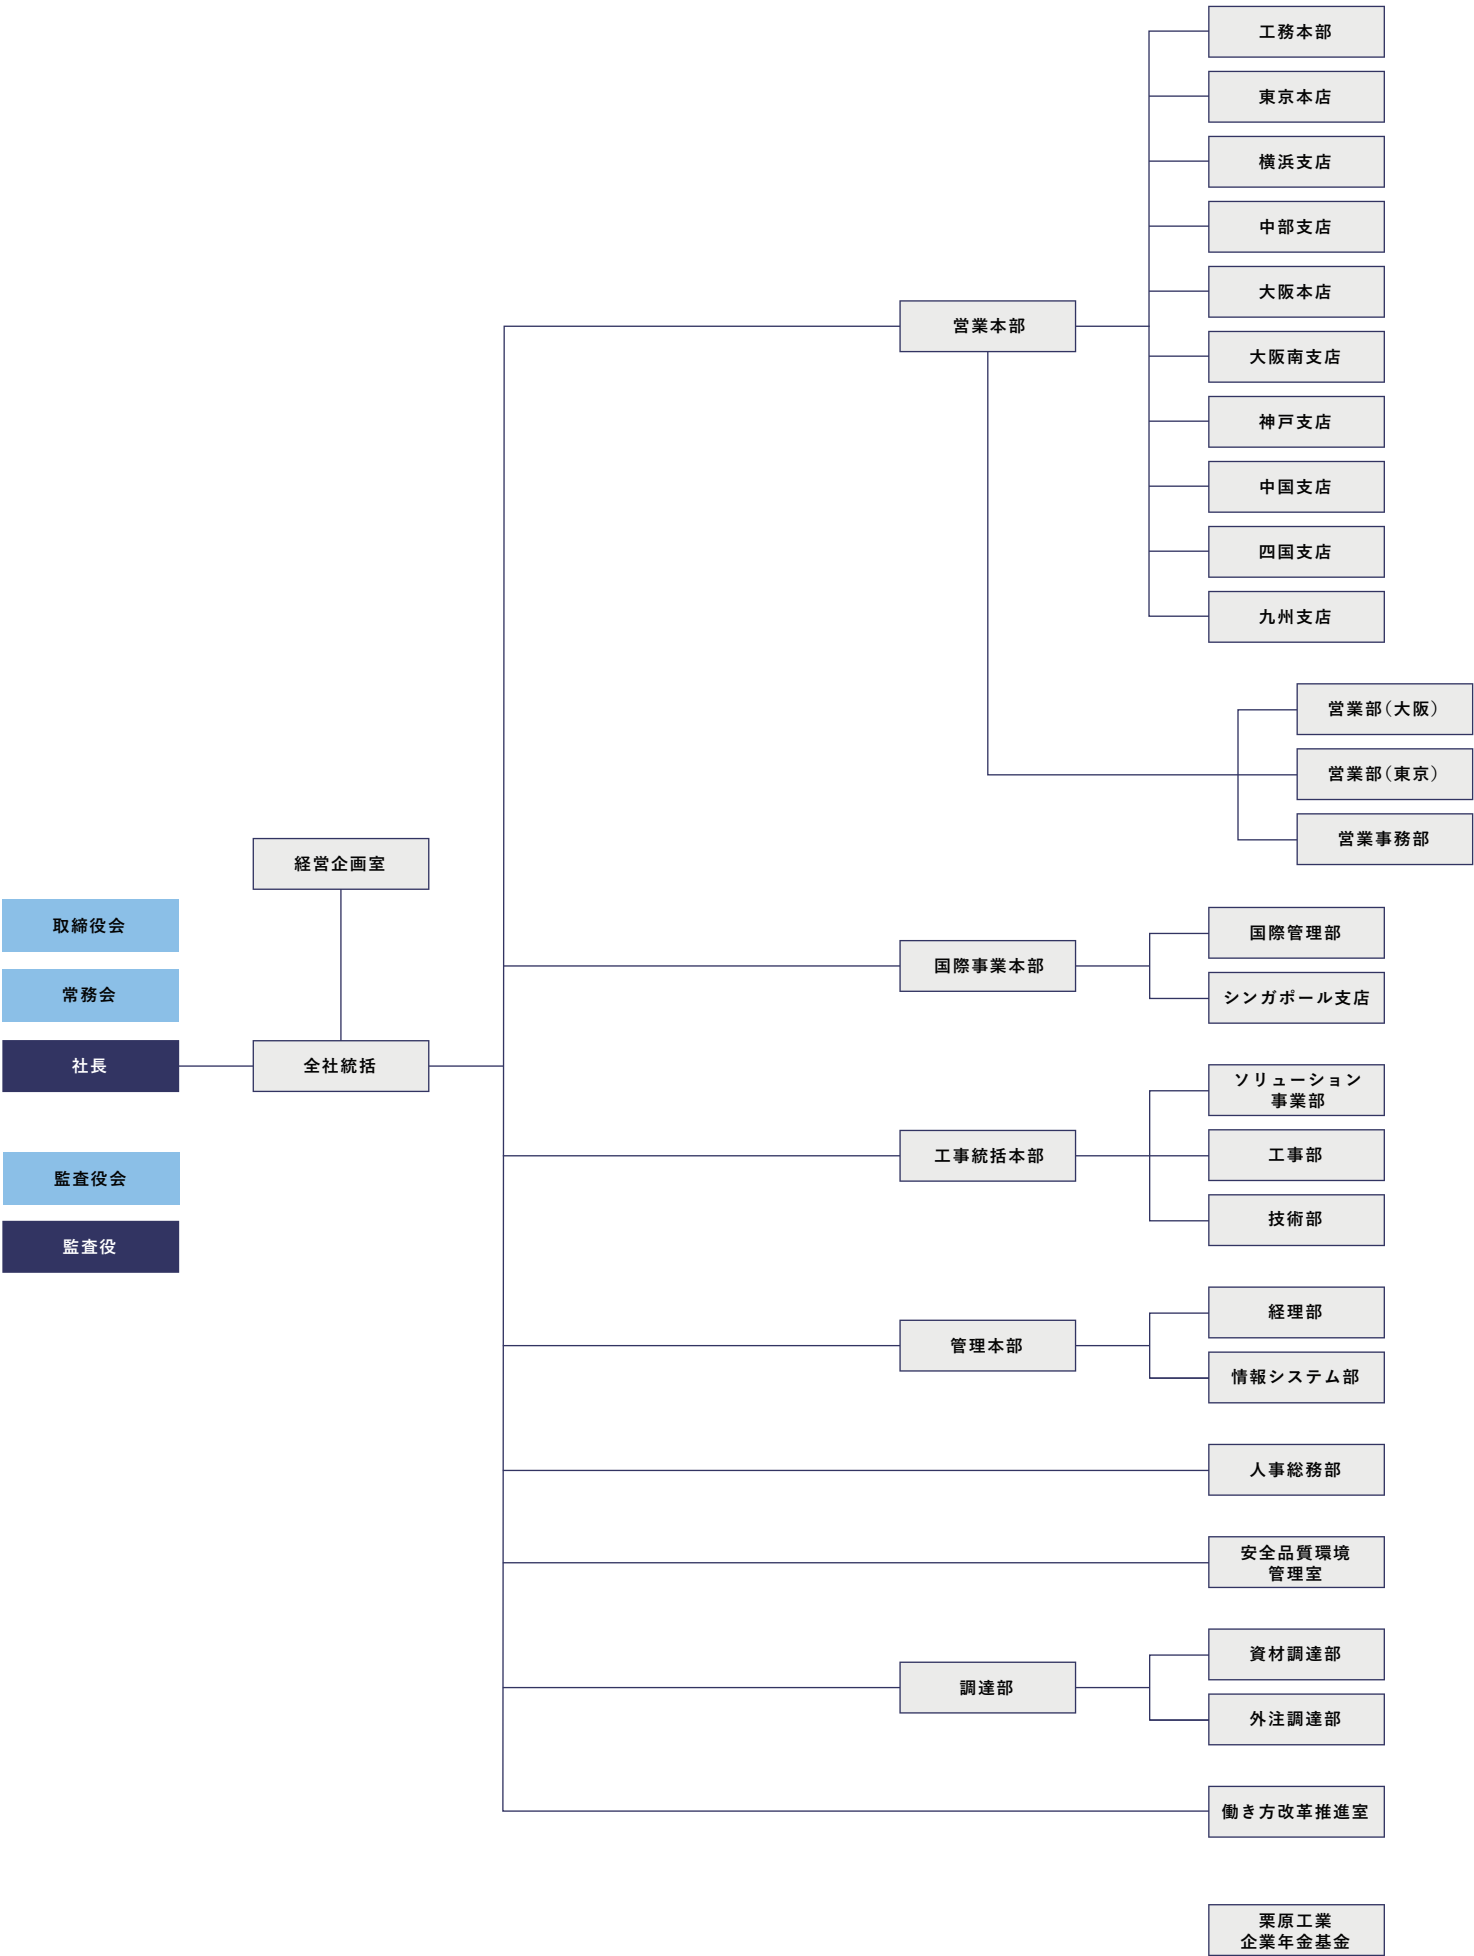 取締役会
常務会
社長
監査役会
監査役
経営企画室
全社統括
営業本部
工務本部
東京本店
横浜支店
中部支店
大阪本店
大阪南支店
神戸支店
中国支店
四国支店
九州支店
営業部（大阪）
営業部（東京）
営業事務部
国際事業本部
国際管理部
シンガポール支店
工事統括本部
ソリューション
事業部
工事部
技術部
管理本部
経理部
情報システム部
人事総務部
安全品質環境
管理室
調達部
資材調達部
外注調達部
働き方改革推進室
栗原工業
企業年金基金